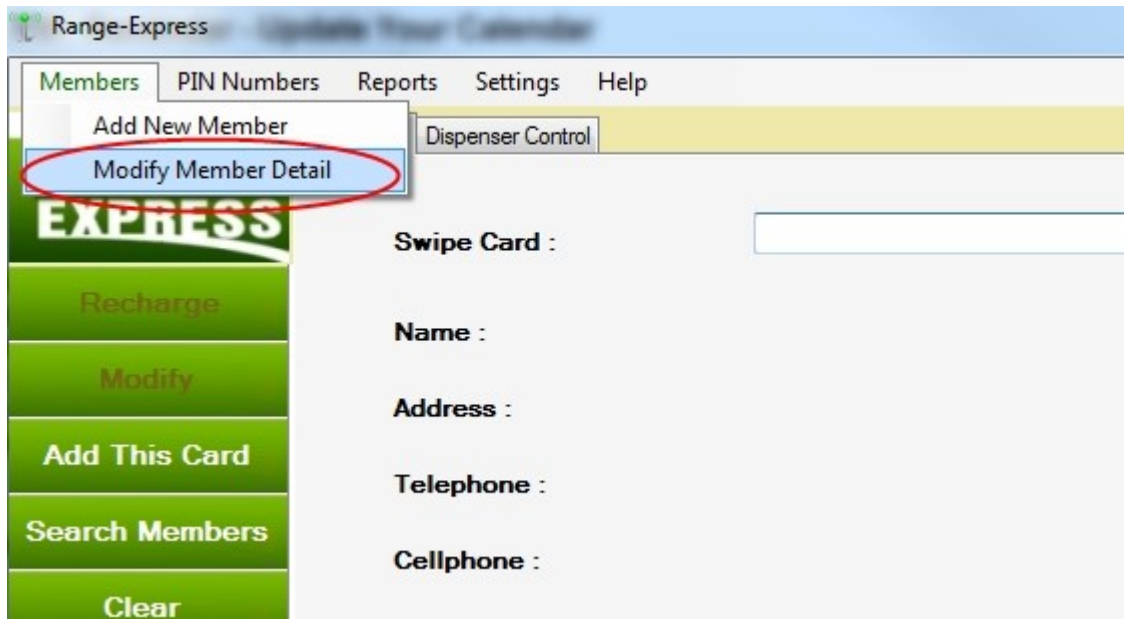 Range-Express
Members PIN Numbers Reports Settings Help
Add New Member
Dispenser Control
Modify Member Detail
EXPRESS
Swipe Card :
Recharge
Name :
Modify
Address :
Add This Card
Telephone :
Search Members
Cellphone :
Clear